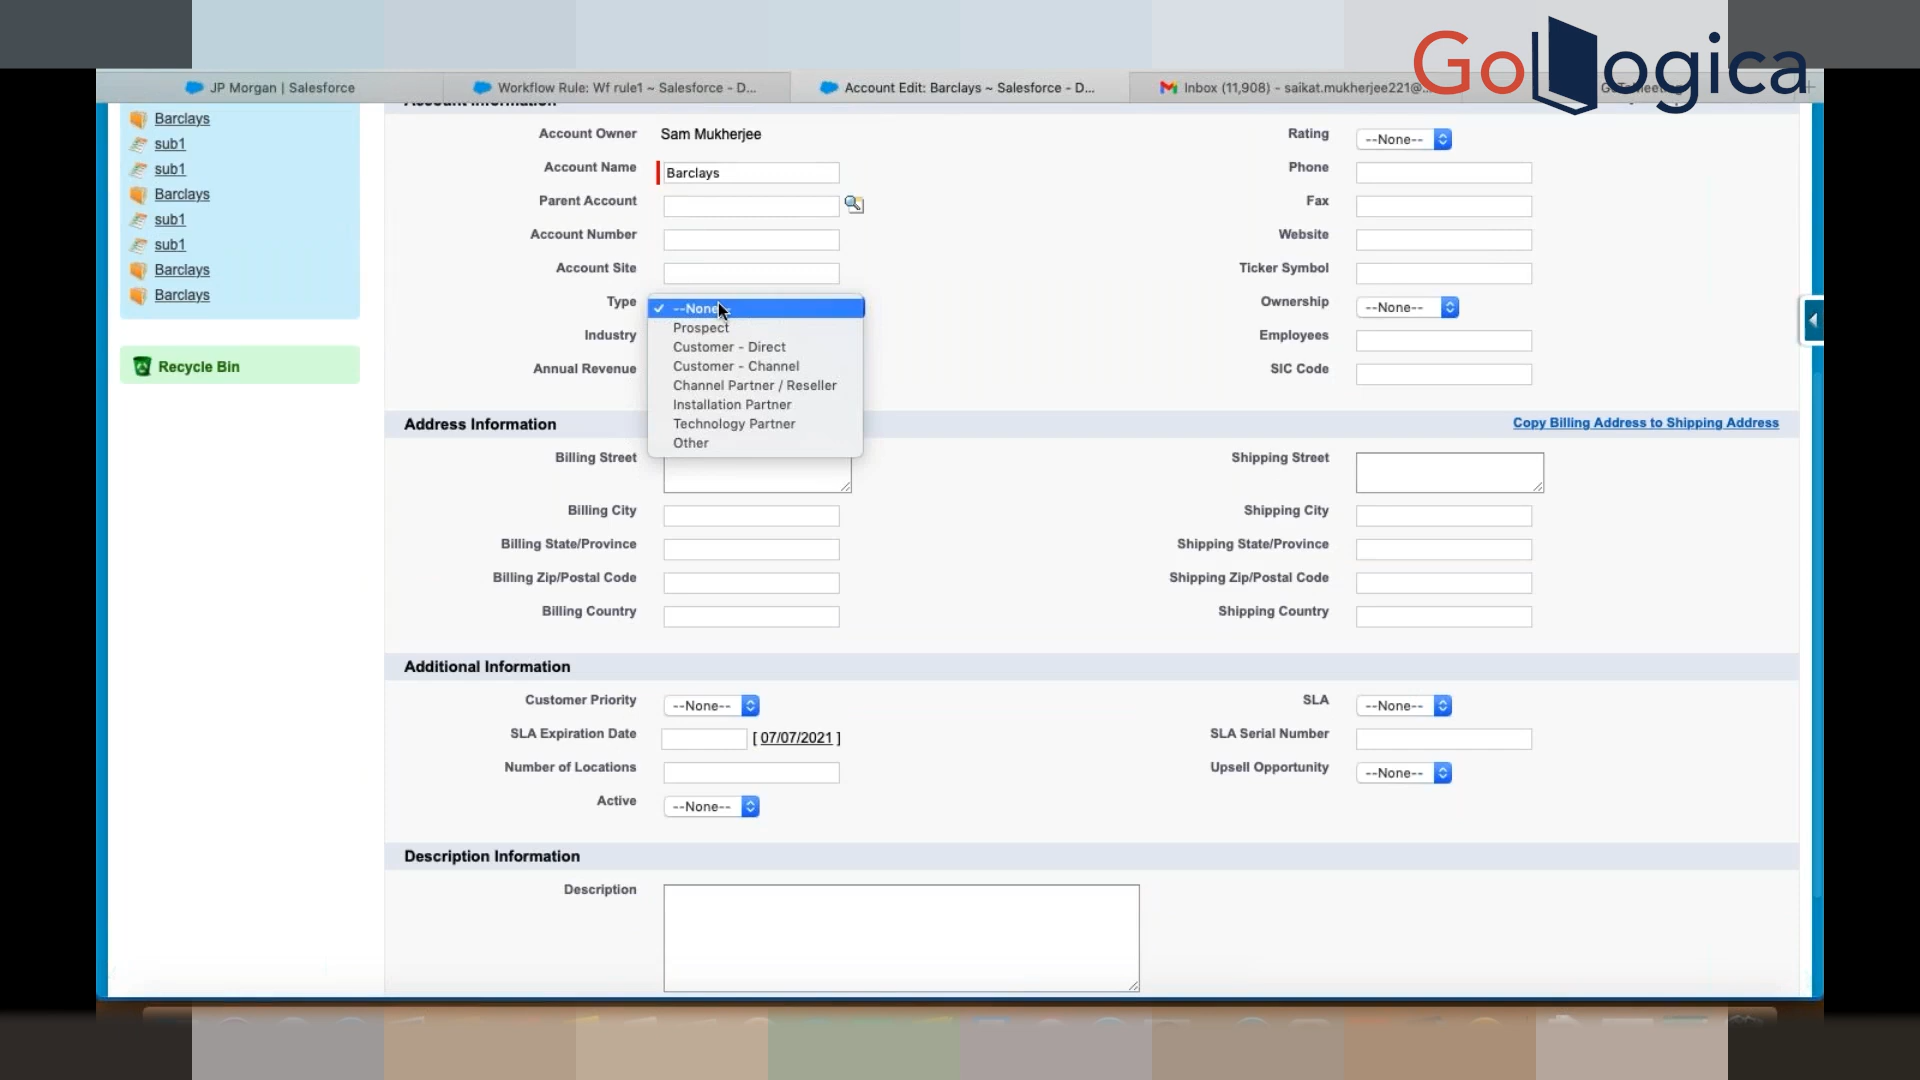 GoLogica
JP Morgan | Salesforce
Workflow Rule: Wf rule1 ~ Salesforce - D...
Account Edit: Barclays ~ Salesforce - D...
Inbox (11,908) - saikat.mukherjee221@...
Account Information
Barclays
sub1
sub1
Barclays
sub1
sub1
Barclays
Barclays
Recycle Bin
Account Owner Sam Mukherjee Rating --None--
Account Name Barclays Phone
Parent Account Fax
Account Number Website
Account Site Ticker Symbol
Type --None-- Ownership --None--
Prospect
Industry Employees
Customer - Direct
Customer - Channel
Annual Revenue SIC Code
Channel Partner / Reseller
Installation Partner
Technology Partner
Other
Address Information Copy Billing Address to Shipping Address
Billing Street Shipping Street
Billing City Shipping City
Billing State/Province Shipping State/Province
Billing Zip/Postal Code Shipping Zip/Postal Code
Billing Country Shipping Country
Additional Information
Customer Priority --None-- SLA --None--
SLA Expiration Date [ 07/07/2021 ] SLA Serial Number
Number of Locations Upsell Opportunity --None--
Active --None--
Description Information
Description